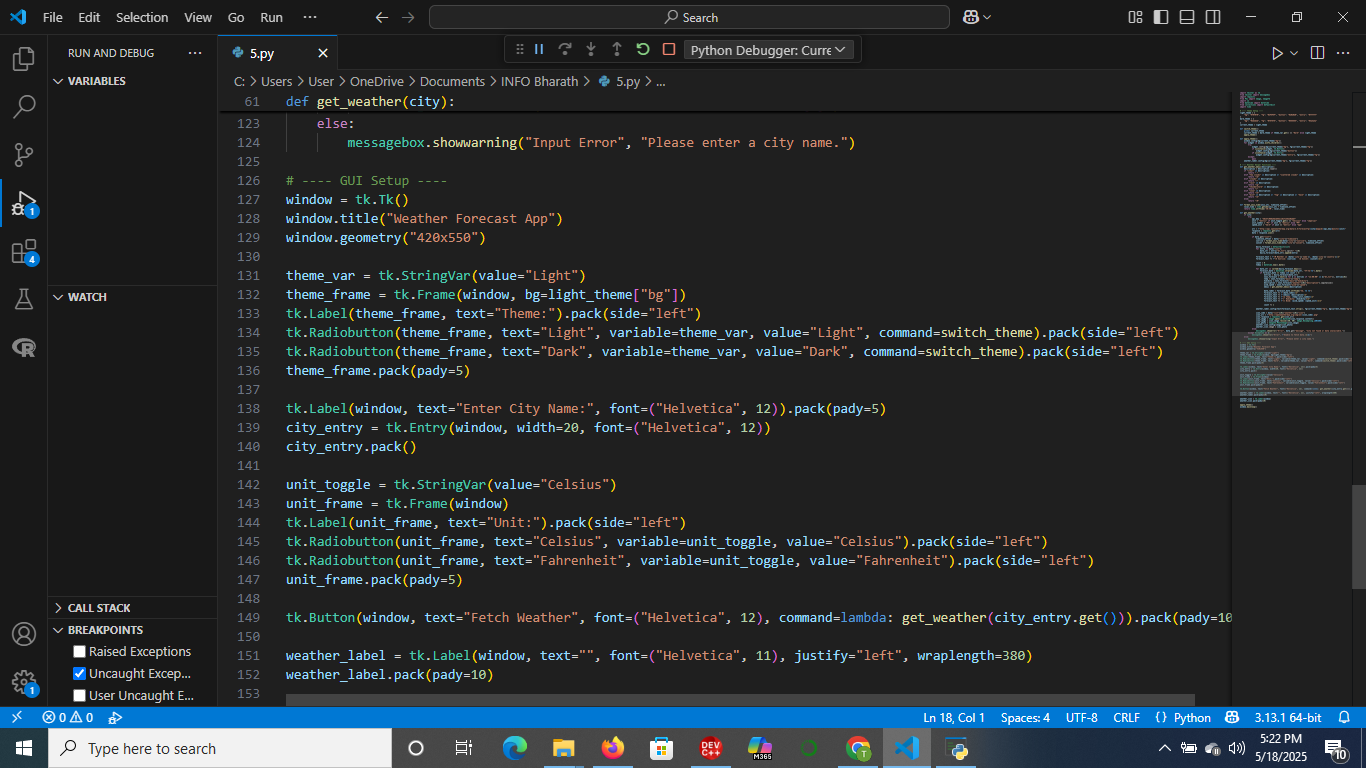 File Edit Selection View Go Run ··· Search
RUN AND DEBUG ···
5.py
Python Debugger: Curre
VARIABLES
C: > Users > User > OneDrive > Documents > INFO Bharath > 5.py > ...
61 def get_weather(city):
123 else:
124 messagebox.showwarning("Input Error", "Please enter a city name.")
125
126 # ---- GUI Setup ----
127 window = tk.Tk()
128 window.title("Weather Forecast App")
129 window.geometry("420x550")
130
131 theme_var = tk.StringVar(value="Light")
132 theme_frame = tk.Frame(window, bg=light_theme["bg"])
133 tk.Label(theme_frame, text="Theme:").pack(side="left")
134 tk.Radiobutton(theme_frame, text="Light", variable=theme_var, value="Light", command=switch_theme).pack(side="left")
135 tk.Radiobutton(theme_frame, text="Dark", variable=theme_var, value="Dark", command=switch_theme).pack(side="left")
136 theme_frame.pack(pady=5)
137
138 tk.Label(window, text="Enter City Name:", font=("Helvetica", 12)).pack(pady=5)
139 city_entry = tk.Entry(window, width=20, font=("Helvetica", 12))
140 city_entry.pack()
141
142 unit_toggle = tk.StringVar(value="Celsius")
143 unit_frame = tk.Frame(window)
144 tk.Label(unit_frame, text="Unit:").pack(side="left")
145 tk.Radiobutton(unit_frame, text="Celsius", variable=unit_toggle, value="Celsius").pack(side="left")
146 tk.Radiobutton(unit_frame, text="Fahrenheit", variable=unit_toggle, value="Fahrenheit").pack(side="left")
147 unit_frame.pack(pady=5)
148
149 tk.Button(window, text="Fetch Weather", font=("Helvetica", 12), command=lambda: get_weather(city_entry.get())).pack(pady=10
150
151 weather_label = tk.Label(window, text="", font=("Helvetica", 11), justify="left", wraplength=380)
152 weather_label.pack(pady=10)
153
WATCH
CALL STACK
BREAKPOINTS
Raised Exceptions
Uncaught Excep...
User Uncaught E...
1
4
1
0 0 Ln 18, Col 1 Spaces: 4 UTF-8 CRLF {} Python 3.13.1 64-bit
Type here to search
DEV C++
M365
T
5:22 PM
5/18/2025
10